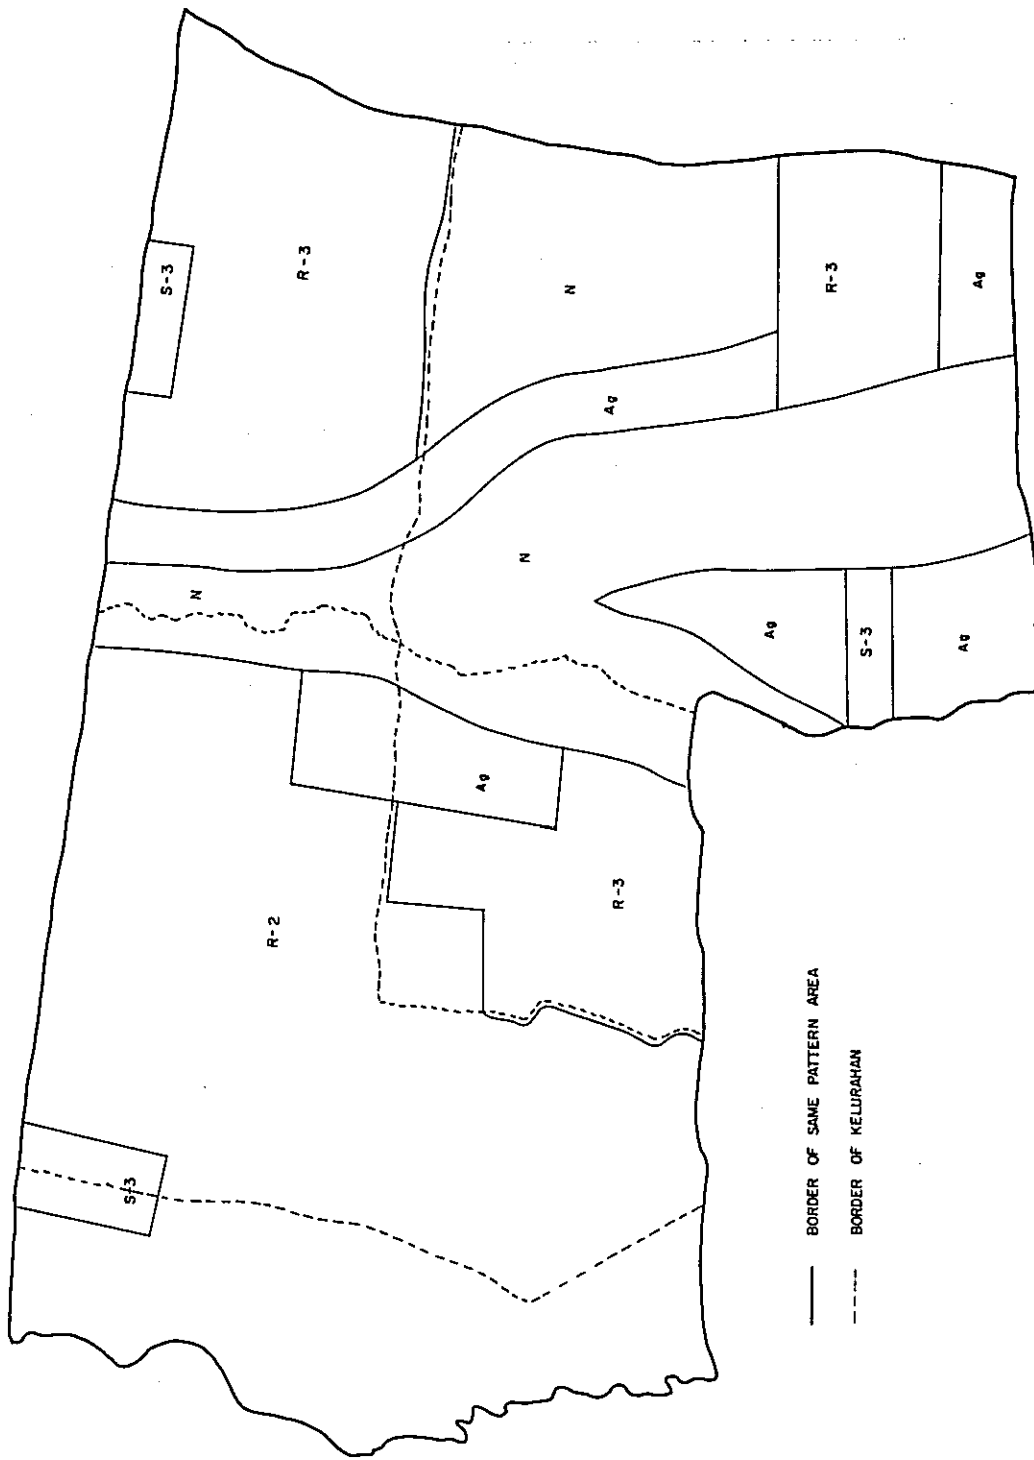 S-3
S-3
N
R-2
R-3
Ag
N
N
Ag
R-3
Ag
R-3
S-3
Ag
Ag
BORDER OF SAME PATTERN AREA
BORDER OF KELURAHAN